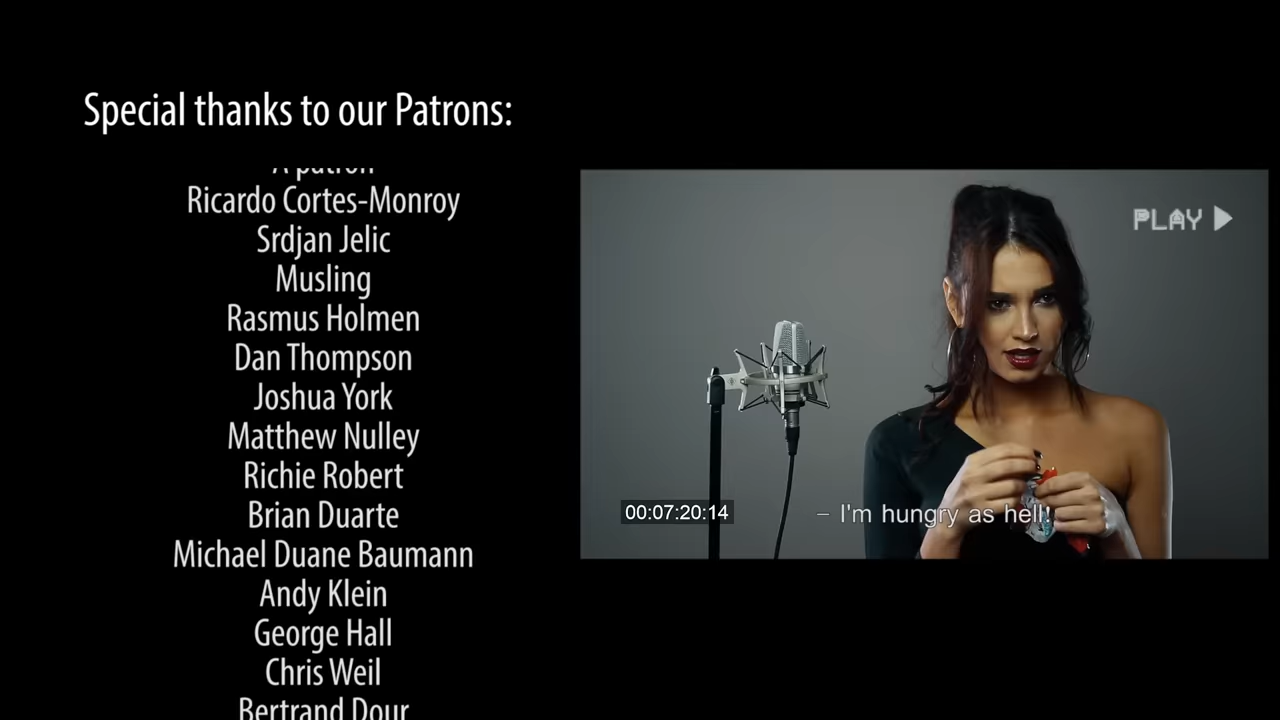 Special thanks to our Patrons:
A patron
Ricardo Cortes-Monroy
Srdjan Jelic
Musling
Rasmus Holmen
Dan Thompson
Joshua York
Matthew Nulley
Richie Robert
Brian Duarte
Michael Duane Baumann
Andy Klein
George Hall
Chris Weil
Bertrand Dour
PLAY
00:07:20:14
– I'm hungry as hell!